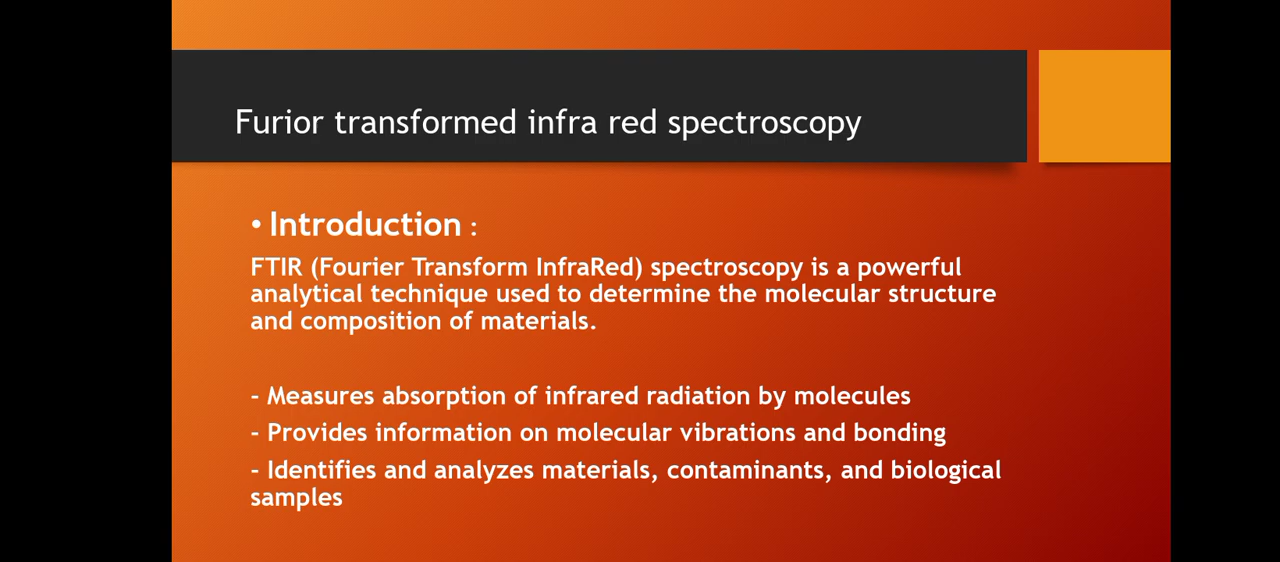 Furior transformed infra red spectroscopy
• Introduction :
FTIR (Fourier Transform InfraRed) spectroscopy is a powerful
analytical technique used to determine the molecular structure
and composition of materials.
- Measures absorption of infrared radiation by molecules
- Provides information on molecular vibrations and bonding
- Identifies and analyzes materials, contaminants, and biological
samples